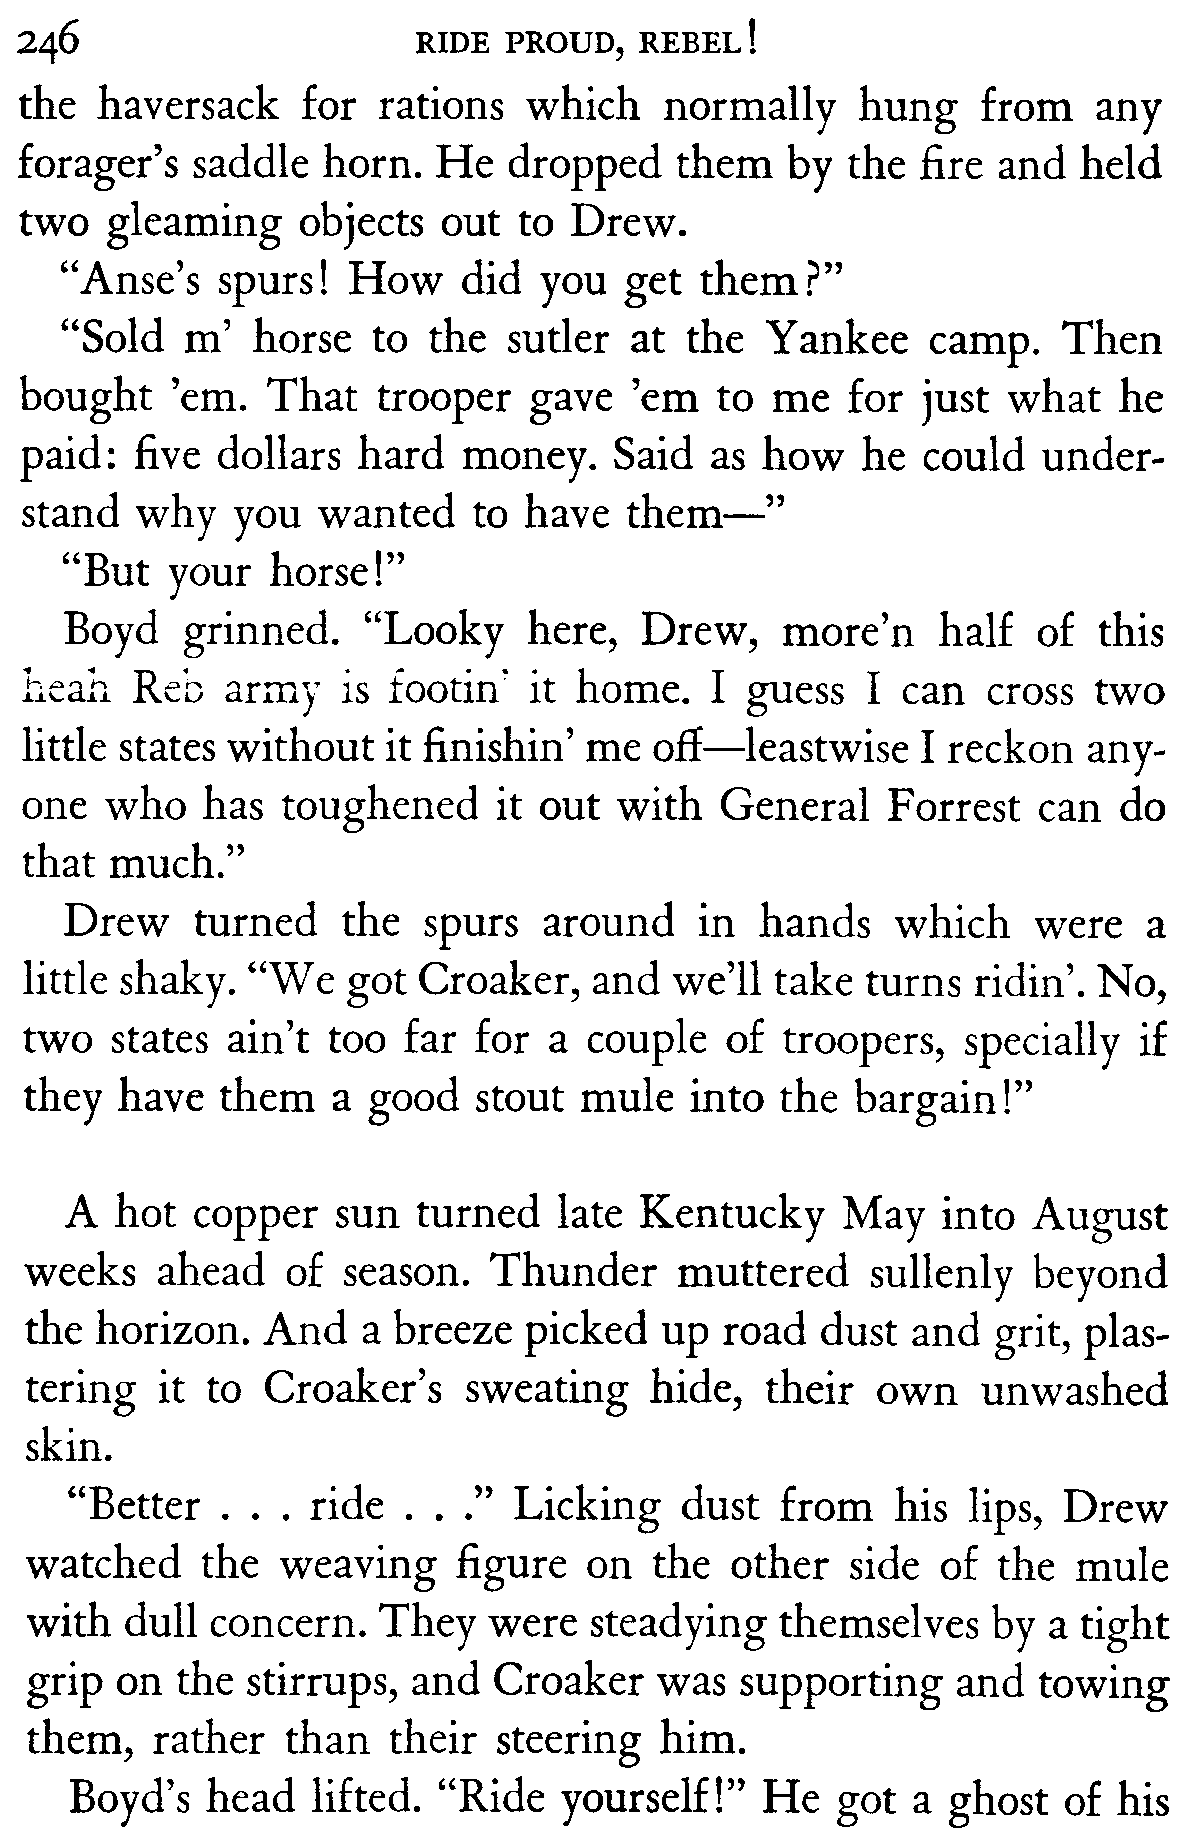 246 RIDE PROUD, REBEL!
the haversack for rations which normally hung from any
forager’s saddle horn. He dropped them by the fire and held
two gleaming objects out to Drew.
“Anse’s spurs! How did you get them?”
“Sold m’ horse to the sutler at the Yankee camp. Then
bought ’em. That trooper gave ’em to me for just what he
paid: five dollars hard money. Said as how he could under-
stand why you wanted to have them—”
“But your horse!”
Boyd grinned. “Looky here, Drew, more’n half of this
heah Reb army is footin’ it home. I guess I can cross two
little states without it finishin’ me off—leastwise I reckon any-
one who has toughened it out with General Forrest can do
that much.”
Drew turned the spurs around in hands which were a
little shaky. “We got Croaker, and we’ll take turns ridin’. No,
two states ain’t too far for a couple of troopers, specially if
they have them a good stout mule into the bargain!”
A hot copper sun turned late Kentucky May into August
weeks ahead of season. Thunder muttered sullenly beyond
the horizon. And a breeze picked up road dust and grit, plas-
tering it to Croaker’s sweating hide, their own unwashed
skin.
“Better . . . ride . . .” Licking dust from his lips, Drew
watched the weaving figure on the other side of the mule
with dull concern. They were steadying themselves by a tight
grip on the stirrups, and Croaker was supporting and towing
them, rather than their steering him.
Boyd’s head lifted. “Ride yourself!” He got a ghost of his